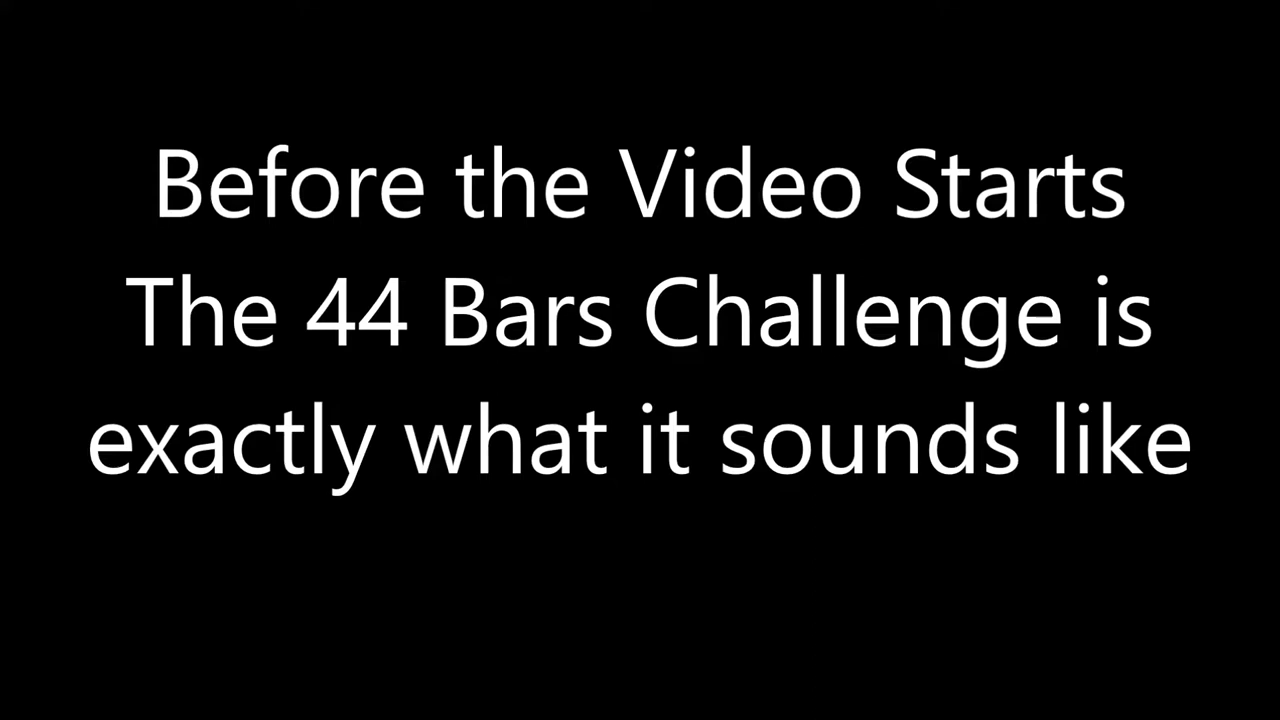 Before the Video Starts
The 44 Bars Challenge is
exactly what it sounds like